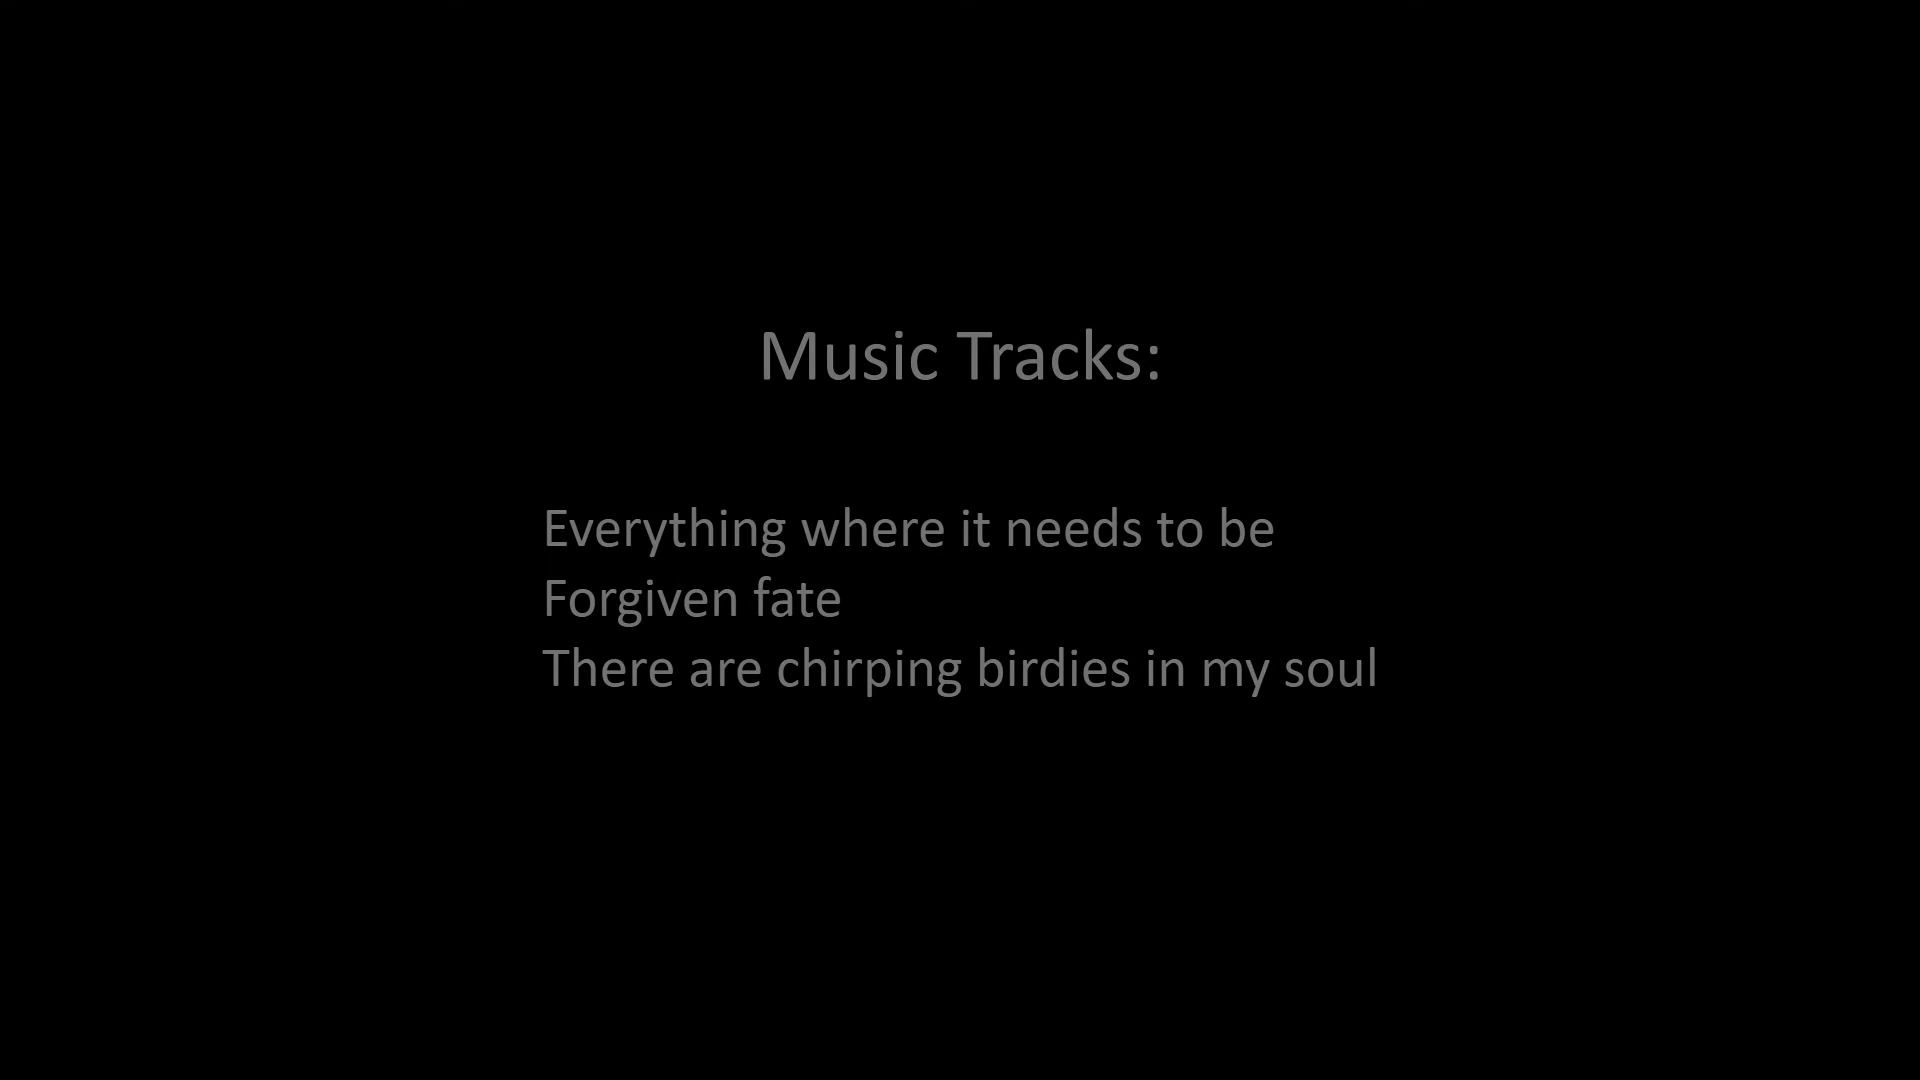 Music Tracks:
Everything where it needs to be
Forgiven fate
There are chirping birdies in my soul